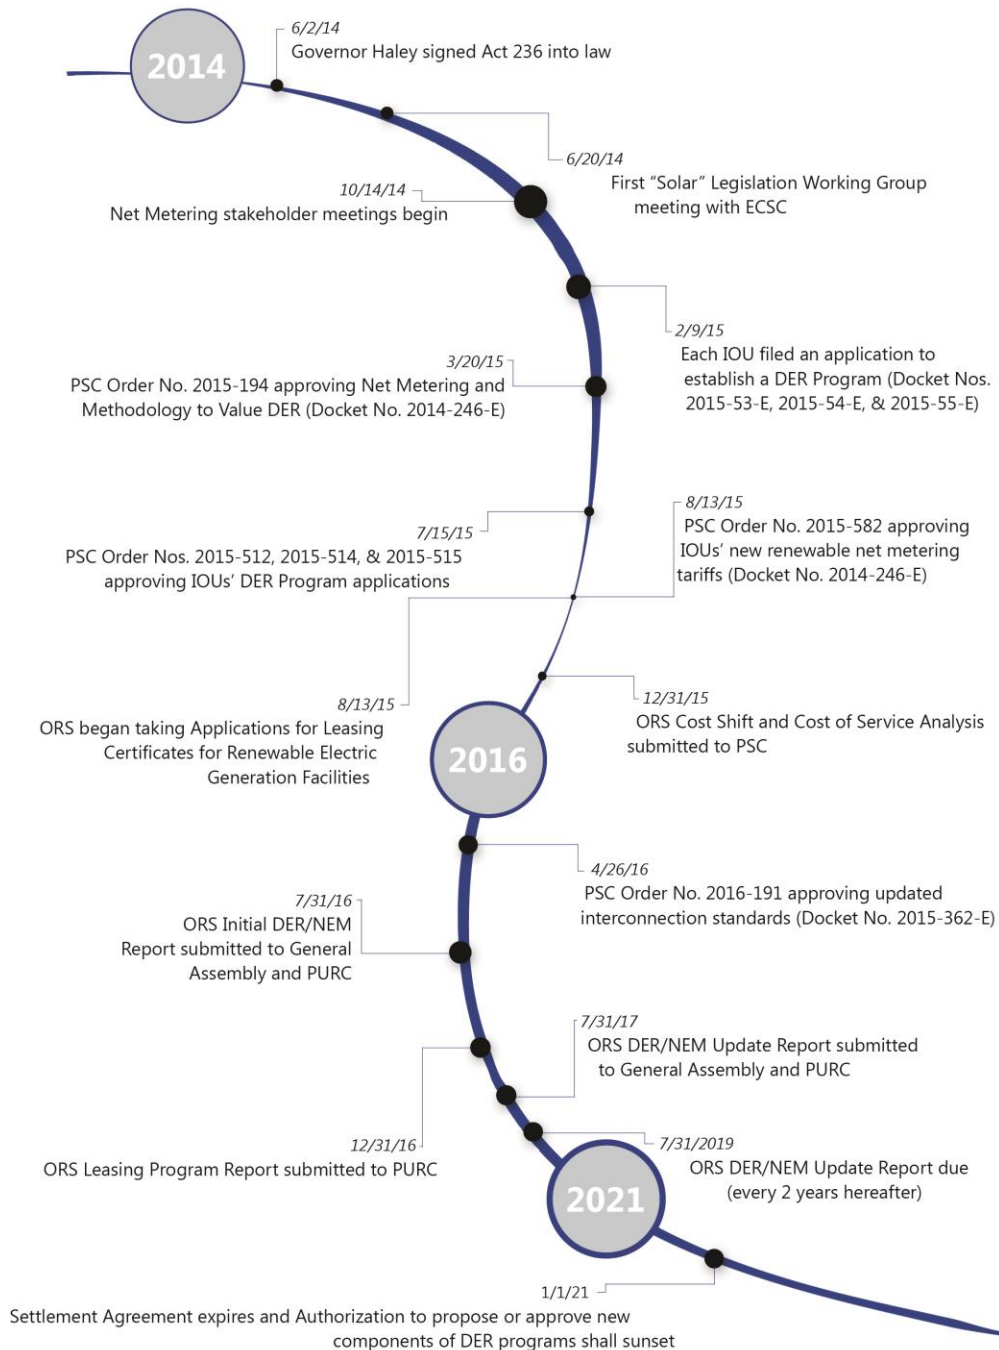 2014
6/2/14
Governor Haley signed Act 236 into law
6/20/14
First “Solar” Legislation Working Group
meeting with ECSC
10/14/14
Net Metering stakeholder meetings begin
2/9/15
Each IOU filed an application to
establish a DER Program (Docket Nos.
2015-53-E, 2015-54-E, & 2015-55-E)
3/20/15
PSC Order No. 2015-194 approving Net Metering and
Methodology to Value DER (Docket No. 2014-246-E)
7/15/15
PSC Order Nos. 2015-512, 2015-514, & 2015-515
approving IOUs’ DER Program applications
8/13/15
PSC Order No. 2015-582 approving
IOUs’ new renewable net metering
tariffs (Docket No. 2014-246-E)
8/13/15
ORS began taking Applications for Leasing
Certificates for Renewable Electric
Generation Facilities
12/31/15
ORS Cost Shift and Cost of Service Analysis
submitted to PSC
2016
4/26/16
PSC Order No. 2016-191 approving updated
interconnection standards (Docket No. 2015-362-E)
7/31/16
ORS Initial DER/NEM
Report submitted to General
Assembly and PURC
12/31/16
ORS Leasing Program Report submitted to PURC
7/31/17
ORS DER/NEM Update Report submitted
to General Assembly and PURC
7/31/2019
ORS DER/NEM Update Report due
(every 2 years hereafter)
2021
1/1/21
Settlement Agreement expires and Authorization to propose or approve new
components of DER programs shall sunset